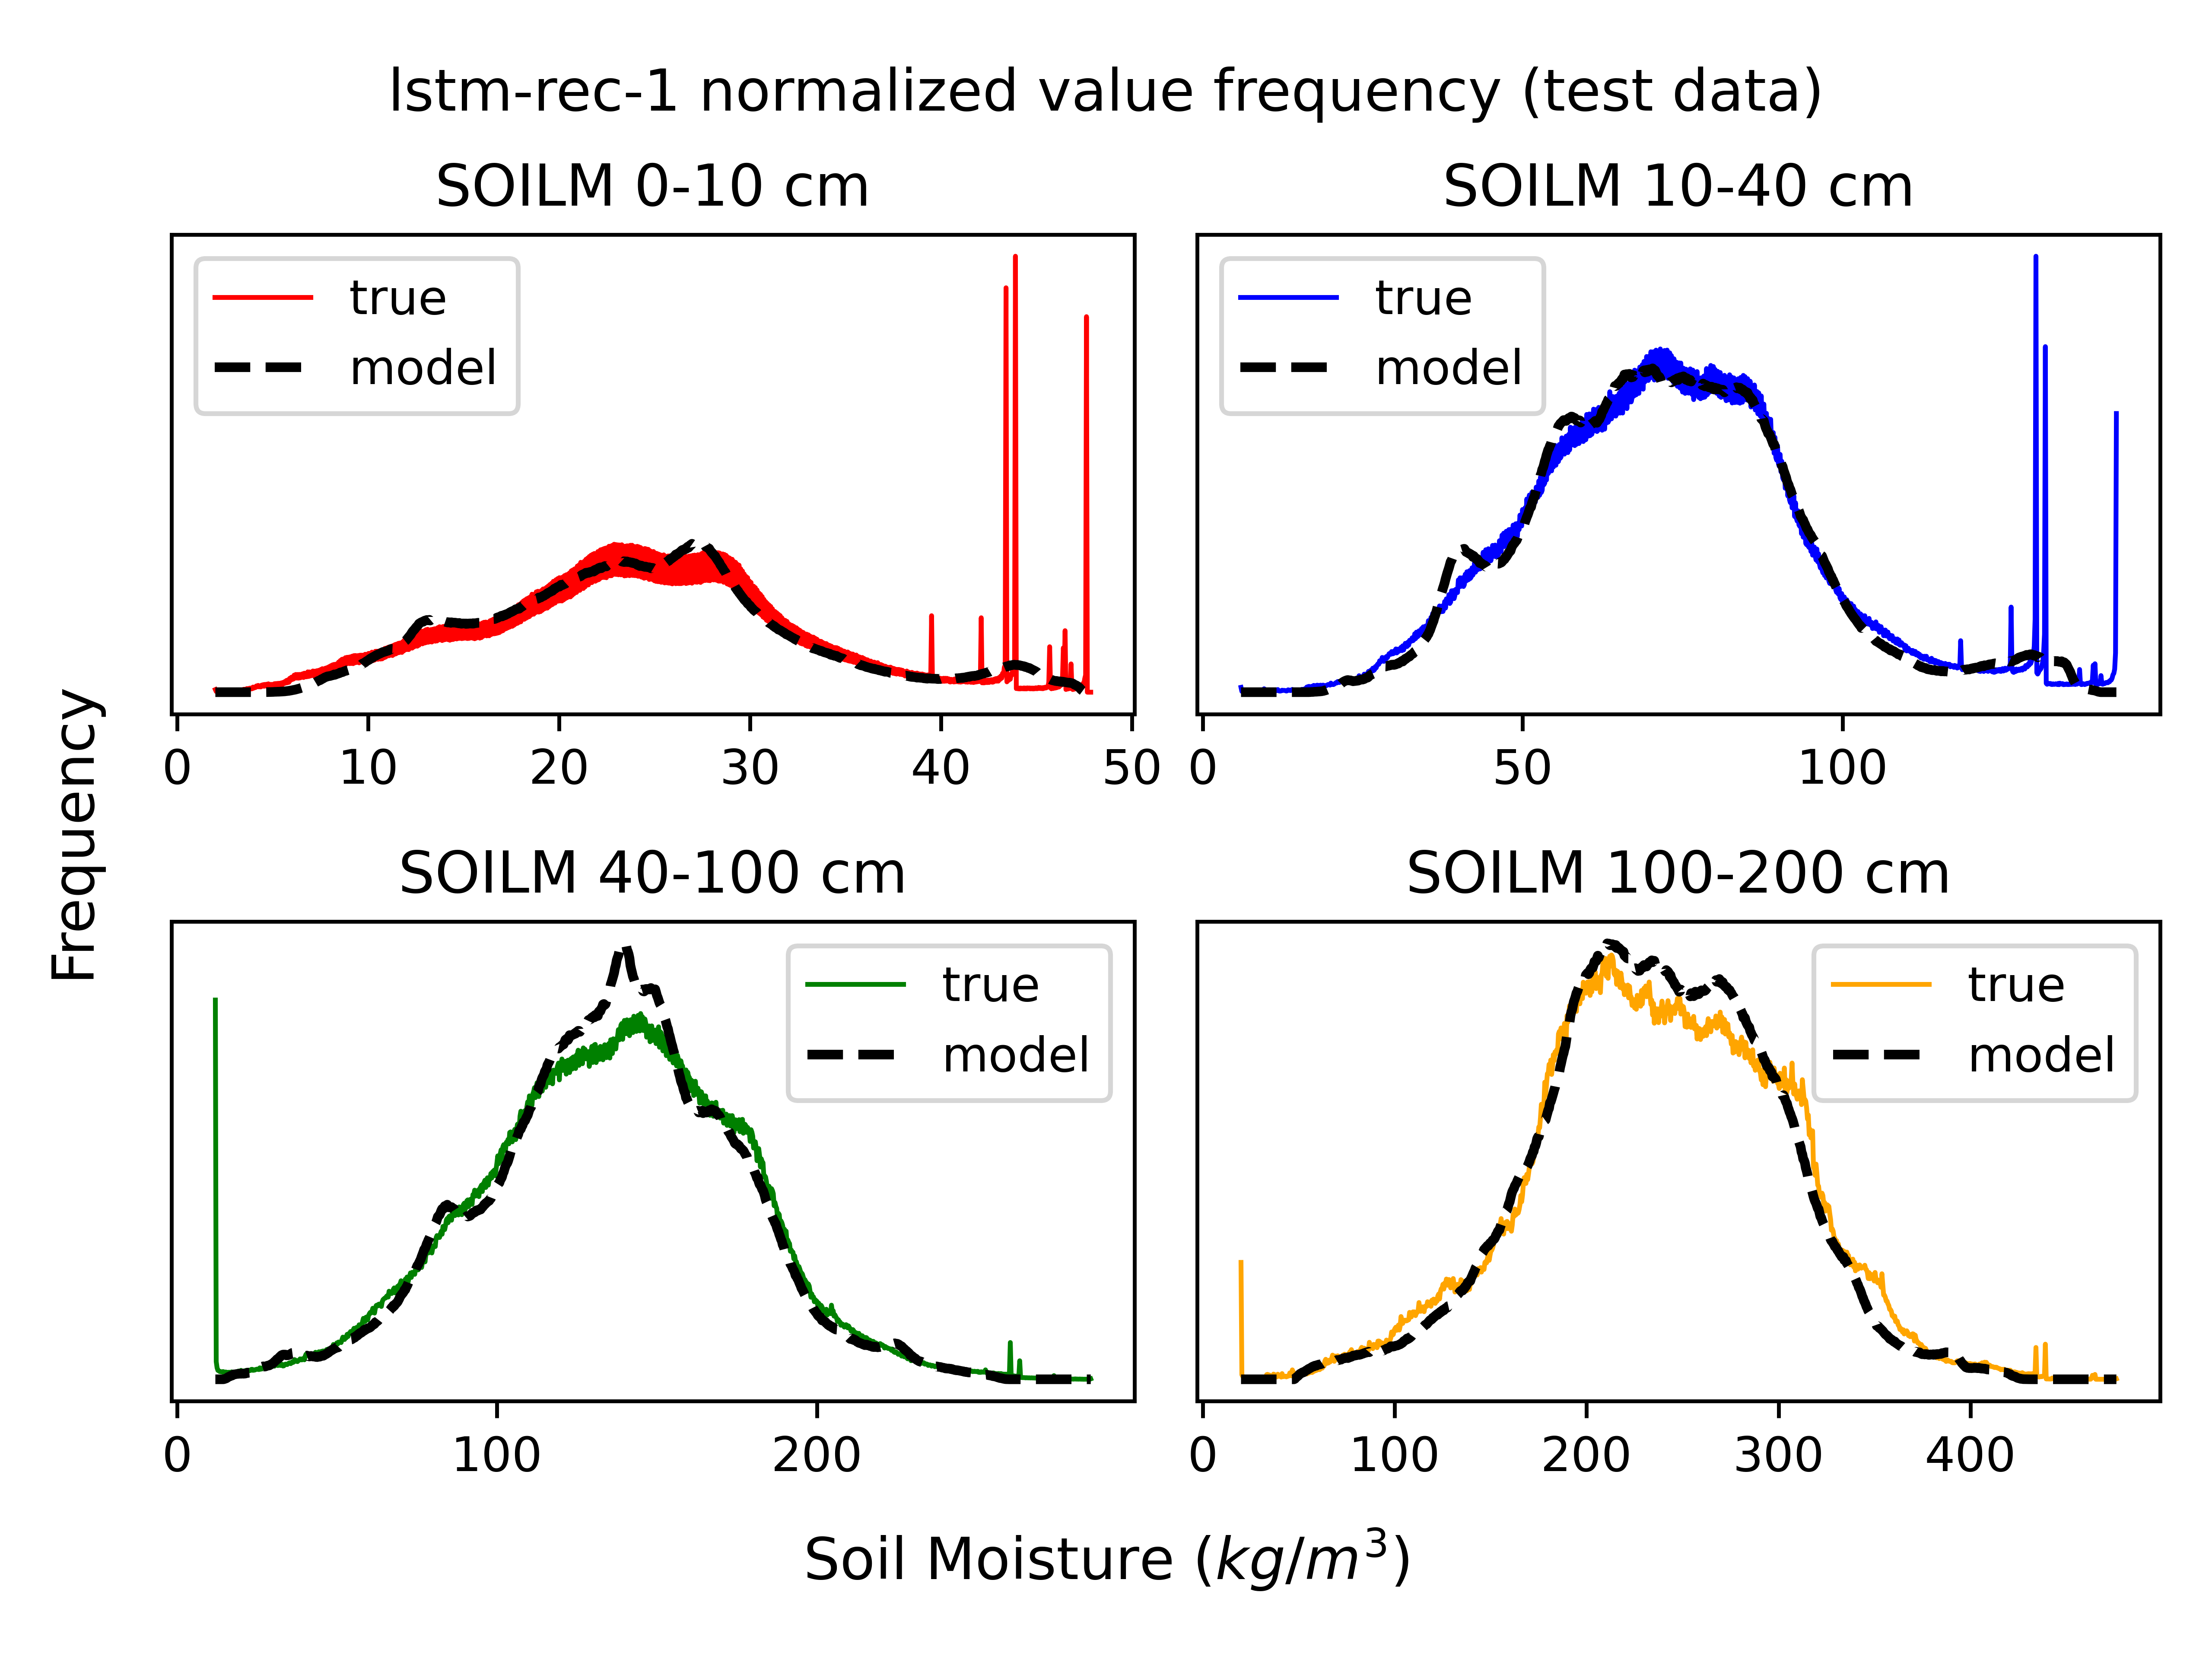 lstm-rec-1 normalized value frequency (test data)
SOILM 0-10 cm
true
model
0 10 20 30 40 50
SOILM 10-40 cm
true
model
0 50 100
Frequency
SOILM 40-100 cm
true
model
0 100 200
SOILM 100-200 cm
true
model
0 100 200 300 400
Soil Moisture (kg/m³)